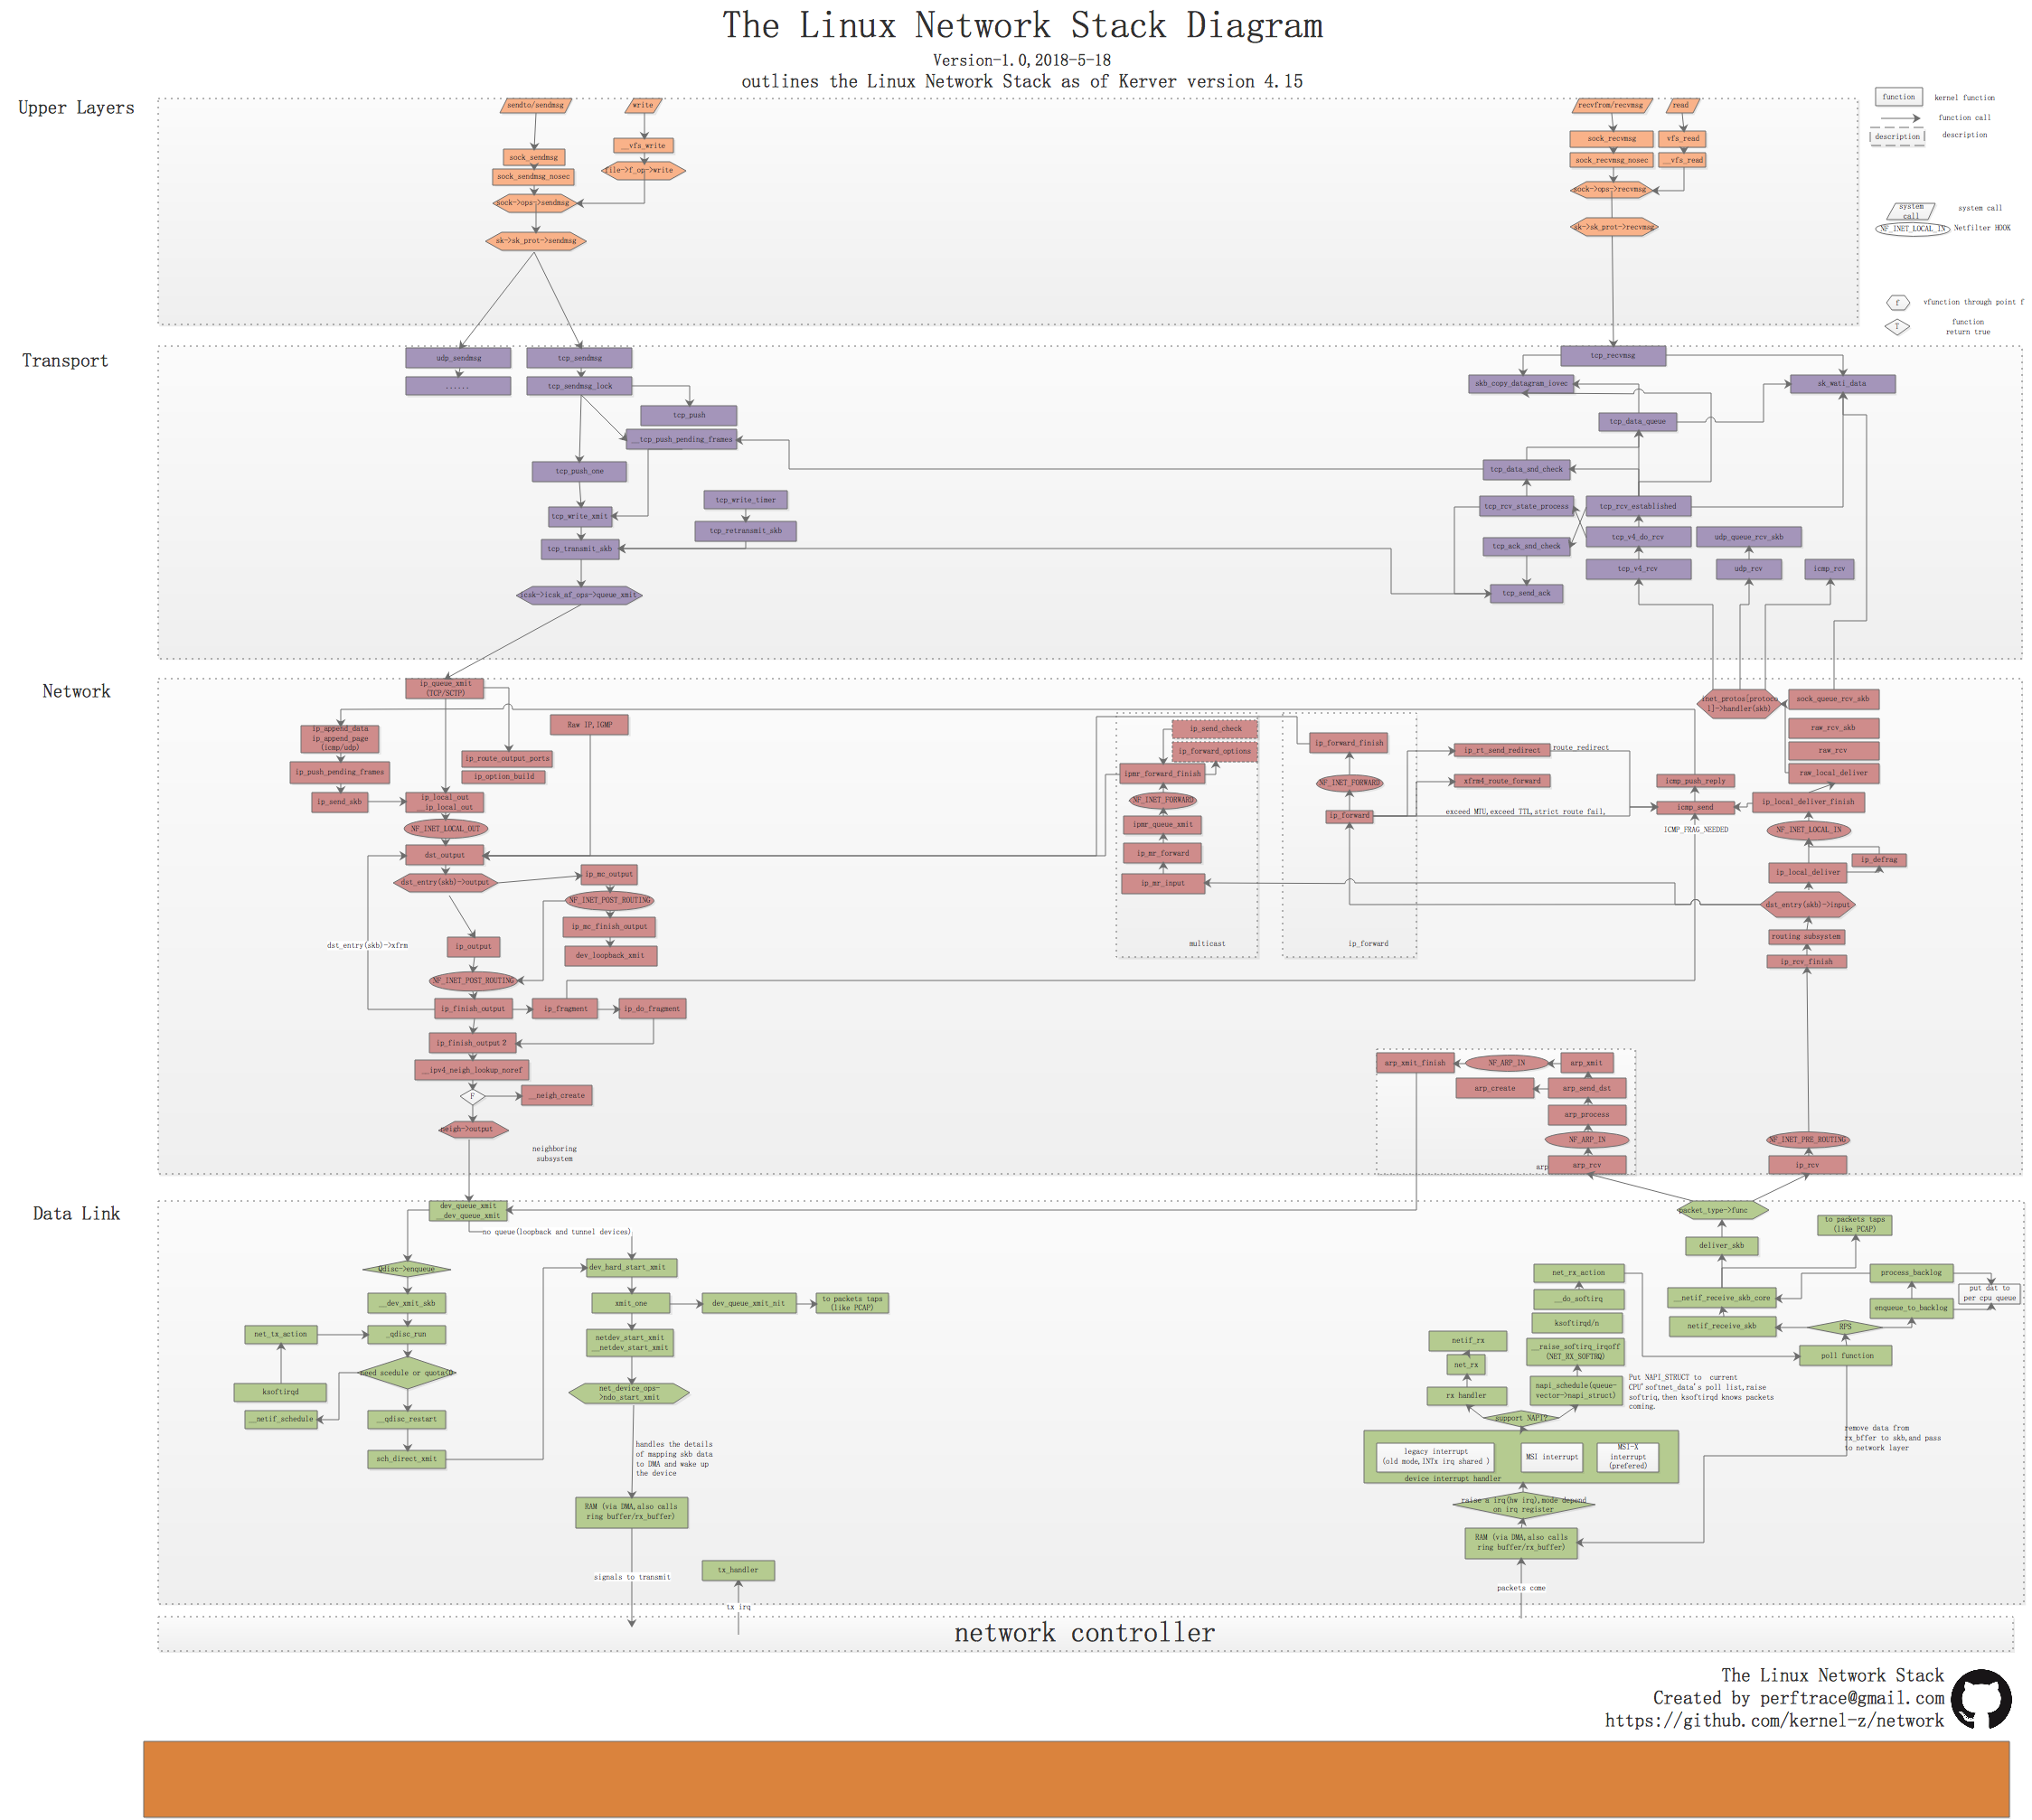 The Linux Network Stack Diagram
Version-1.0,2018-5-18
outlines the Linux Network Stack as of Kerver version 4.15
Upper Layers
sendto/sendmsg
write
__vfs_write
sock_sendmsg
file->f_op->write
sock_sendmsg_nosec
sock->ops->sendmsg
sk->sk_prot->sendmsg
recvfrom/recvmsg
read
sock_recvmsg
vfs_read
sock_recvmsg_nosec
__vfs_read
sock->ops->recvmsg
sk->sk_prot->recvmsg
function
kernel function
function call
description
description
system
call
system call
NF_INET_LOCAL_IN
Netfilter HOOK
f
vfunction through point f
T
function
return true
Transport
udp_sendmsg
tcp_sendmsg
......
tcp_sendmsg_lock
tcp_push
__tcp_push_pending_frames
tcp_push_one
tcp_write_timer
tcp_write_xmit
tcp_retransmit_skb
tcp_transmit_skb
icsk->icsk_af_ops->queue_xmit
tcp_recvmsg
skb_copy_datagram_iovec
sk_wati_data
tcp_data_queue
tcp_data_snd_check
tcp_rcv_state_process
tcp_rcv_established
tcp_v4_do_rcv
udp_queue_rcv_skb
tcp_ack_snd_check
tcp_v4_rcv
udp_rcv
icmp_rcv
tcp_send_ack
Network
ip_queue_xmit
(TCP/SCTP)
ip_append_data
ip_append_page
(icmp/udp)
Raw IP,IGMP
ip_route_output_ports
ip_push_pending_frames
ip_option_build
ip_send_skb
ip_local_out
__ip_local_out
NF_INET_LOCAL_OUT
dst_output
dst_entry(skb)->output
ip_mc_output
NF_INET_POST_ROUTING
ip_mc_finish_output
dst_entry(skb)->xfrm
ip_output
dev_loopback_xmit
NF_INET_POST_ROUTING
ip_finish_output
ip_fragment
ip_do_fragment
ip_finish_output2
__ipv4_neigh_lookup_noref
F
__neigh_create
neigh->output
neighboring
subsystem
ip_send_check
ip_forward_options
ipmr_forward_finish
NF_INET_FORWARD
ipmr_queue_xmit
ip_mr_forward
ip_mr_input
multicast
ip_forward_finish
NF_INET_FORWARD
ip_forward
ip_forward
ip_rt_send_redirect
route_redirect
xfrm4_route_forward
exceed MTU,exceed TTL,strict route fail,
inet_protos[protoco
l]->handler(skb)
sock_queue_rcv_skb
raw_rcv_skb
raw_rcv
raw_local_deliver
icmp_push_reply
icmp_send
ip_local_deliver_finish
ICMP_FRAG_NEEDED
NF_INET_LOCAL_IN
ip_defrag
ip_local_deliver
dst_entry(skb)->input
routing subsystem
ip_rcv_finish
arp_xmit_finish
NF_ARP_IN
arp_xmit
arp_create
arp_send_dst
arp_process
NF_ARP_IN
arp
arp_rcv
NF_INET_PRE_ROUTING
ip_rcv
Data Link
dev_queue_xmit
__dev_queue_xmit
no queue(loopback and tunnel devices)
Qdisc->enqueue
dev_hard_start_xmit
__dev_xmit_skb
xmit_one
dev_queue_xmit_nit
to packets taps
(like PCAP)
net_tx_action
_qdisc_run
netdev_start_xmit
__netdev_start_xmit
need scedule or quota<0
ksoftirqd
net_device_ops-
>ndo_start_xmit
__netif_schedule
__qdisc_restart
sch_direct_xmit
handles the details
of mapping skb data
to DMA and wake up
the device
RAM (via DMA,also calls
ring buffer/rx_buffer)
signals to transmit
tx_handler
tx irq
packet_type->func
to packets taps
(like PCAP)
deliver_skb
net_rx_action
process_backlog
__do_softirq
__netif_receive_skb_core
put dat to
per cpu queue
enqueue_to_backlog
ksoftirqd/n
netif_receive_skb
RPS
netif_rx
__raise_softirq_irqoff
(NET_RX_SOFTRQ)
poll function
net_rx
rx handler
napi_schedule(queue-
vector->napi_struct)
Put NAPI_STRUCT to current
CPU'softnet_data's poll list,raise
softriq,then ksoftirqd knows packets
coming.
support NAPI?
remove data from
rx_bffer to skb,and pass
to network layer
legacy interrupt
(old mode,INTx irq shared )
MSI interrupt
MSI-X
interrupt
(prefered)
device interrupt handler
raise a irq(hw irq),mode depend
on irq register
RAM (via DMA,also calls
ring buffer/rx_buffer)
packets come
network controller
The Linux Network Stack
Created by perftrace@gmail.com
https://github.com/kernel-z/network